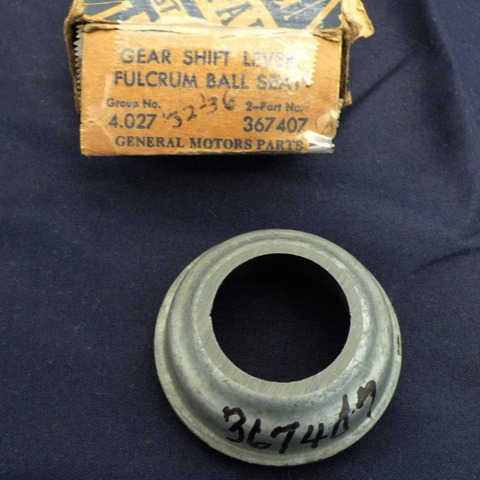 GEAR SHIFT LEVER
FULCRUM BALL SEAT
Group No. 2-Part No.
4.027 '32-'36 367407
GENERAL MOTORS PARTS
367407